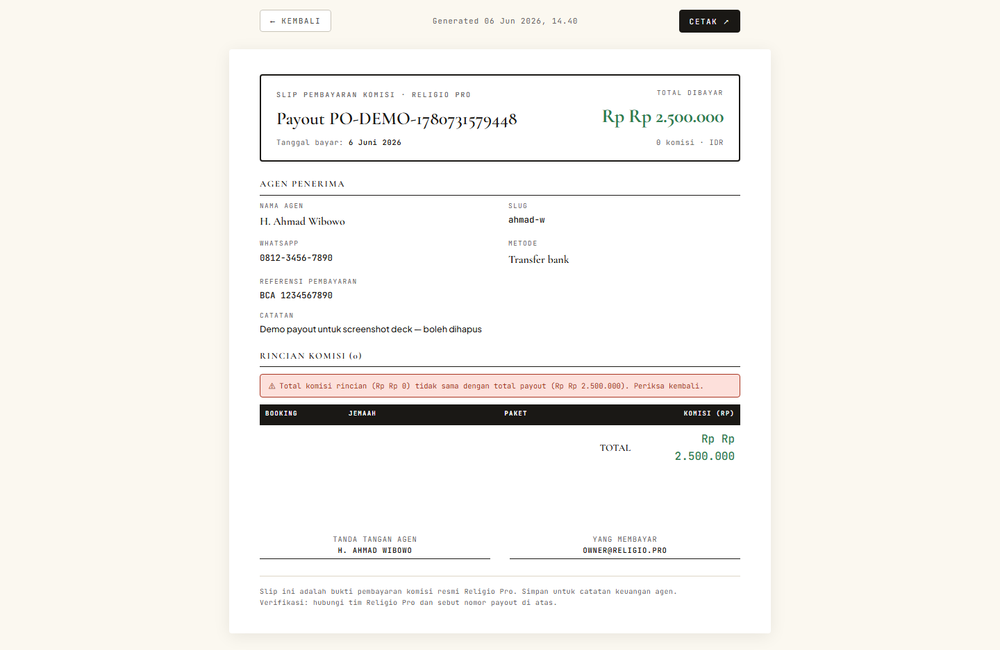 ← KEMBALI
Generated 06 Jun 2026, 14.40
CETAK ↗
SLIP PEMBAYARAN KOMISI · RELIGIO PRO
Payout PO-DEMO-1780731579448
Tanggal bayar: 6 Juni 2026
TOTAL DIBAYAR
Rp Rp 2.500.000
0 komisi · IDR
AGEN PENERIMA
NAMA AGEN
H. Ahmad Wibowo
SLUG
ahmad-w
WHATSAPP
0812-3456-7890
METODE
Transfer bank
REFERENSI PEMBAYARAN
BCA 1234567890
CATATAN
Demo payout untuk screenshot deck — boleh dihapus
RINCIAN KOMISI (0)
⚠ Total komisi rincian (Rp Rp 0) tidak sama dengan total payout (Rp Rp 2.500.000). Periksa kembali.
BOOKING JEMAAH PAKET KOMISI (RP)
TOTAL
Rp Rp
2.500.000
TANDA TANGAN AGEN
H. AHMAD WIBOWO
YANG MEMBAYAR
OWNER@RELIGIO.PRO
Slip ini adalah bukti pembayaran komisi resmi Religio Pro. Simpan untuk catatan keuangan agen.
Verifikasi: hubungi tim Religio Pro dan sebut nomor payout di atas.